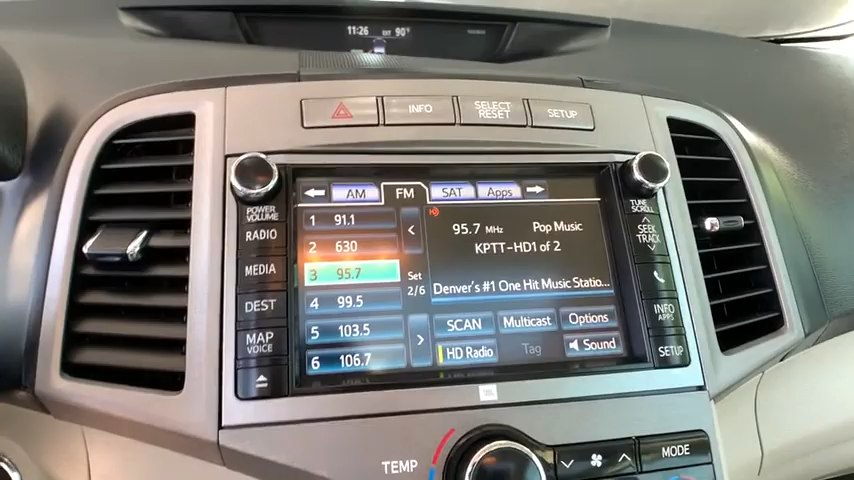 11:26 EXT 90°
INFO
SELECT RESET
SETUP
POWER VOLUME
RADIO
MEDIA
DEST
MAP VOICE
AM FM SAT Apps
1 91.1
2 630
3 95.7
4 99.5
5 103.5
6 106.7
Set
2/6
95.7 MHz Pop Music
KPTT-HD1 of 2
Denver's #1 One Hit Music Statio...
SCAN Multicast Options
HD Radio Tag Sound
TUNE SCROLL
SEEK TRACK
INFO APPS
SETUP
TEMP
MODE